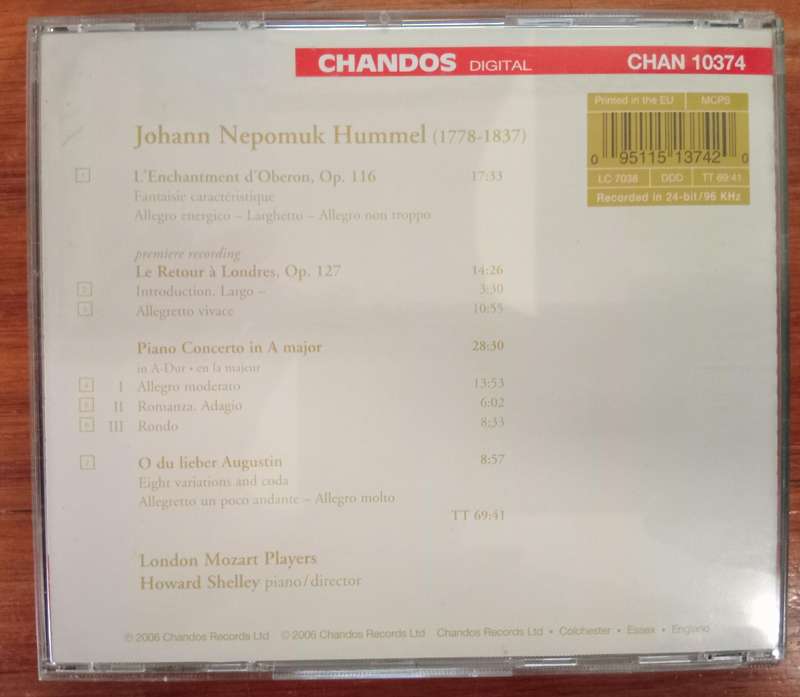 CHANDOS DIGITAL CHAN 10374
Printed in the EU MCPS
0 95115 13742 0
LC 7038 DDD TT 69:41
Recorded in 24-bit/96 KHz
Johann Nepomuk Hummel (1778-1837)
1 L'Enchantment d'Oberon, Op. 116 17:33
Fantaisie caractéristique
Allegro energico – Larghetto – Allegro non troppo
premiere recording
Le Retour à Londres, Op. 127 14:26
2 Introduction. Largo – 3:30
3 Allegretto vivace 10:55
Piano Concerto in A major 28:30
in A-Dur • en la majeur
4 I Allegro moderato 13:53
5 II Romanza. Adagio 6:02
6 III Rondo 8:33
7 O du lieber Augustin 8:57
Eight variations and coda
Allegretto un poco andante – Allegro molto
TT 69:41
London Mozart Players
Howard Shelley piano/director
℗ 2006 Chandos Records Ltd © 2006 Chandos Records Ltd Chandos Records Ltd • Colchester • Essex • England